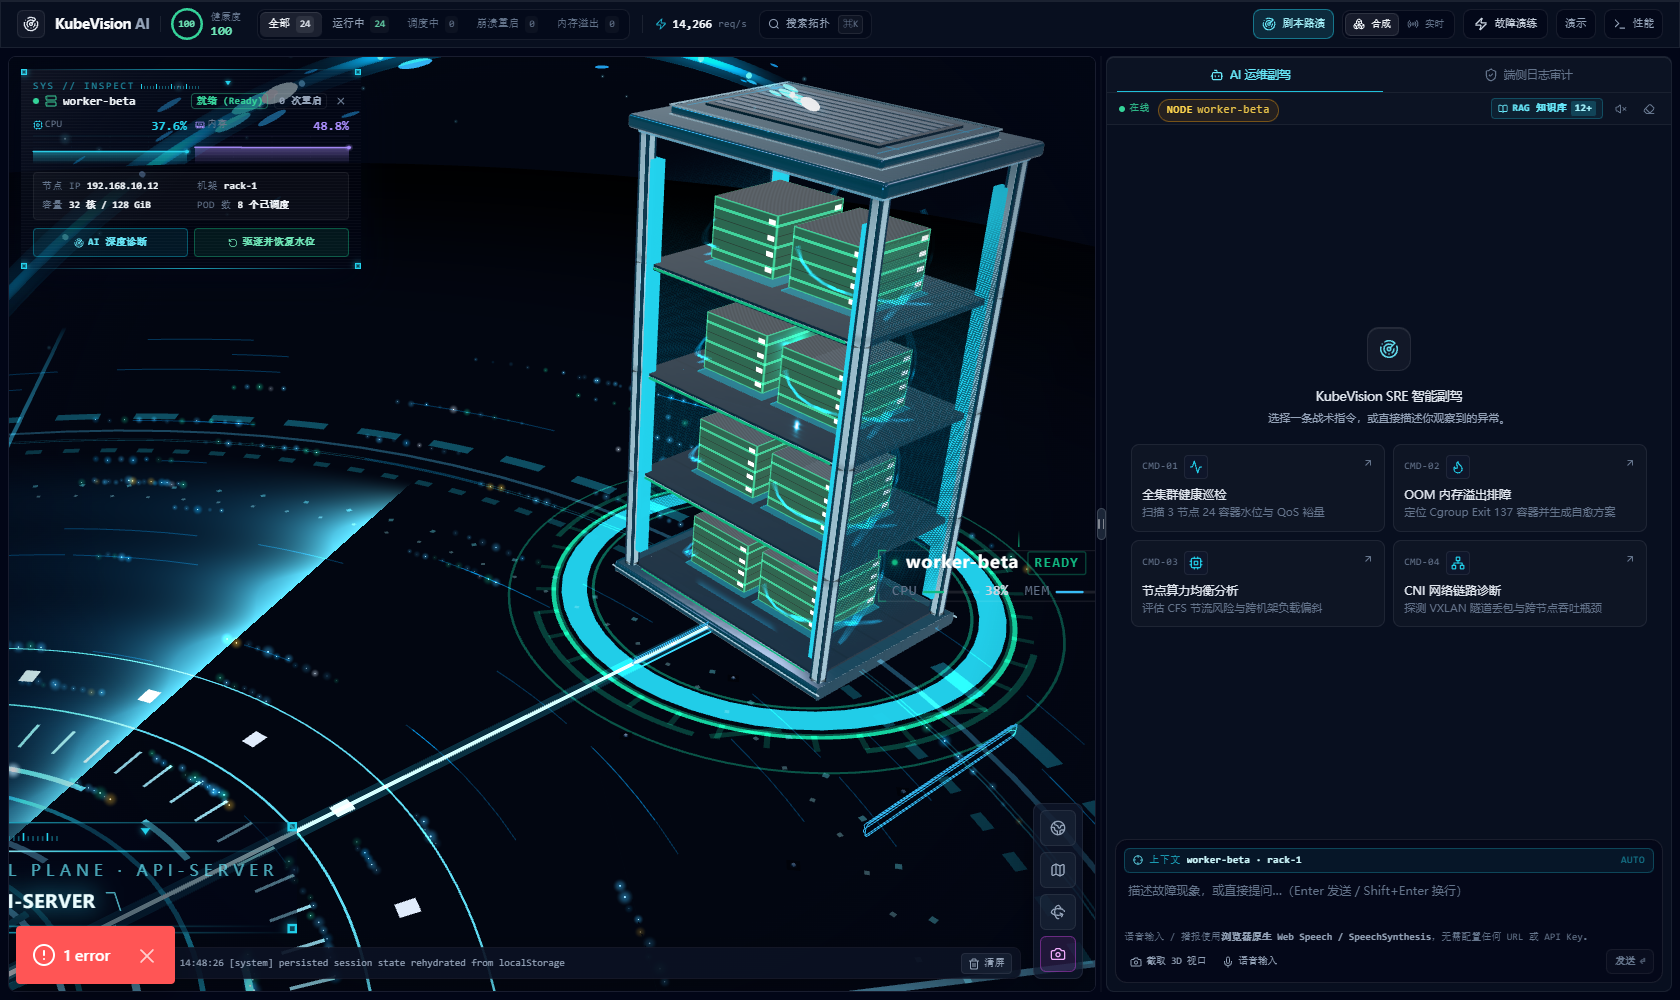 KubeVision AI
100
健康度
100
全部 24
运行中 24
调度中 0
崩溃重启 0
内存溢出 0
14,266 req/s
搜索拓扑 ⌘K
剧本路演
合成
实时
故障演练
演示
性能
SYS // INSPECT
worker-beta
就绪 (Ready)
0 次重启
CPU 37.6%
内存 48.8%
节点 IP 192.168.10.12
机架 rack-1
容量 32 核 / 128 GiB
POD 数 8 个已调度
AI 深度诊断
驱逐并恢复水位
worker-beta READY
CPU 38% MEM
L PLANE · API-SERVER
I-SERVER
1 error
14:48:26 [system] persisted session state rehydrated from localStorage
清屏
AI 运维副驾
端侧日志审计
在线
NODE worker-beta
RAG 知识库 12+
KubeVision SRE 智能副驾
选择一条战术指令，或直接描述你观察到的异常。
CMD-01
全集群健康巡检
扫描 3 节点 24 容器水位与 QoS 裕量
CMD-02
OOM 内存溢出排障
定位 Cgroup Exit 137 容器并生成自愈方案
CMD-03
节点算力均衡分析
评估 CFS 节流风险与跨机架负载偏斜
CMD-04
CNI 网络链路诊断
探测 VXLAN 隧道丢包与跨节点吞吐瓶颈
上下文 worker-beta · rack-1 AUTO
描述故障现象，或直接提问...（Enter 发送 / Shift+Enter 换行）
语音输入 / 播报使用浏览器原生 Web Speech / SpeechSynthesis，无需配置任何 URL 或 API Key。
截取 3D 视口
语音输入
发送